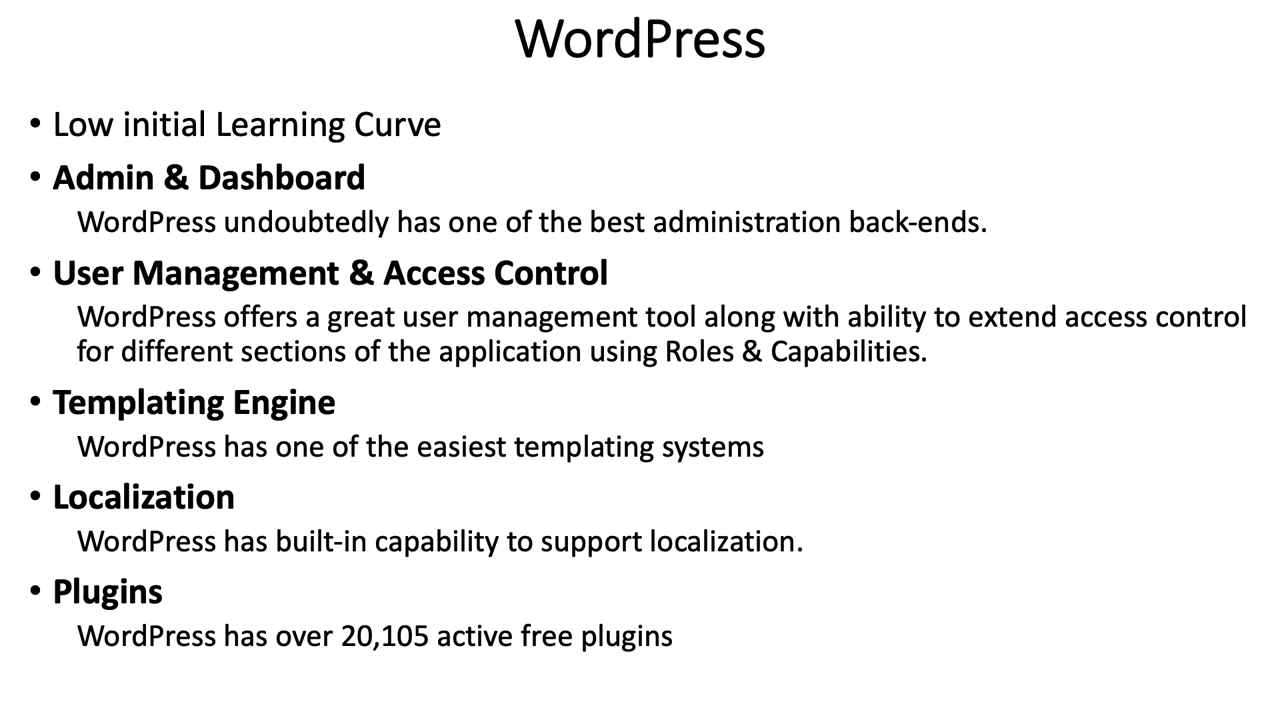 WordPress
• Low initial Learning Curve
• Admin & Dashboard
WordPress undoubtedly has one of the best administration back-ends.
• User Management & Access Control
WordPress offers a great user management tool along with ability to extend access control
for different sections of the application using Roles & Capabilities.
• Templating Engine
WordPress has one of the easiest templating systems
• Localization
WordPress has built-in capability to support localization.
• Plugins
WordPress has over 20,105 active free plugins